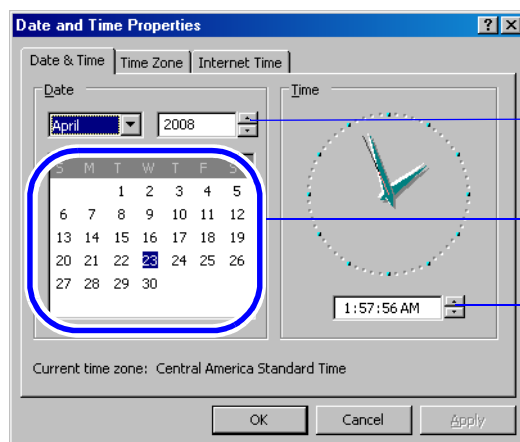 Date and Time Properties
Date & Time Time Zone Internet Time
Date
Time
April 2008
S M T W T F S
1 2 3 4 5
6 7 8 9 10 11 12
13 14 15 16 17 18 19
20 21 22 23 24 25 26
27 28 29 30
1:57:56 AM
Current time zone: Central America Standard Time
OK Cancel Apply